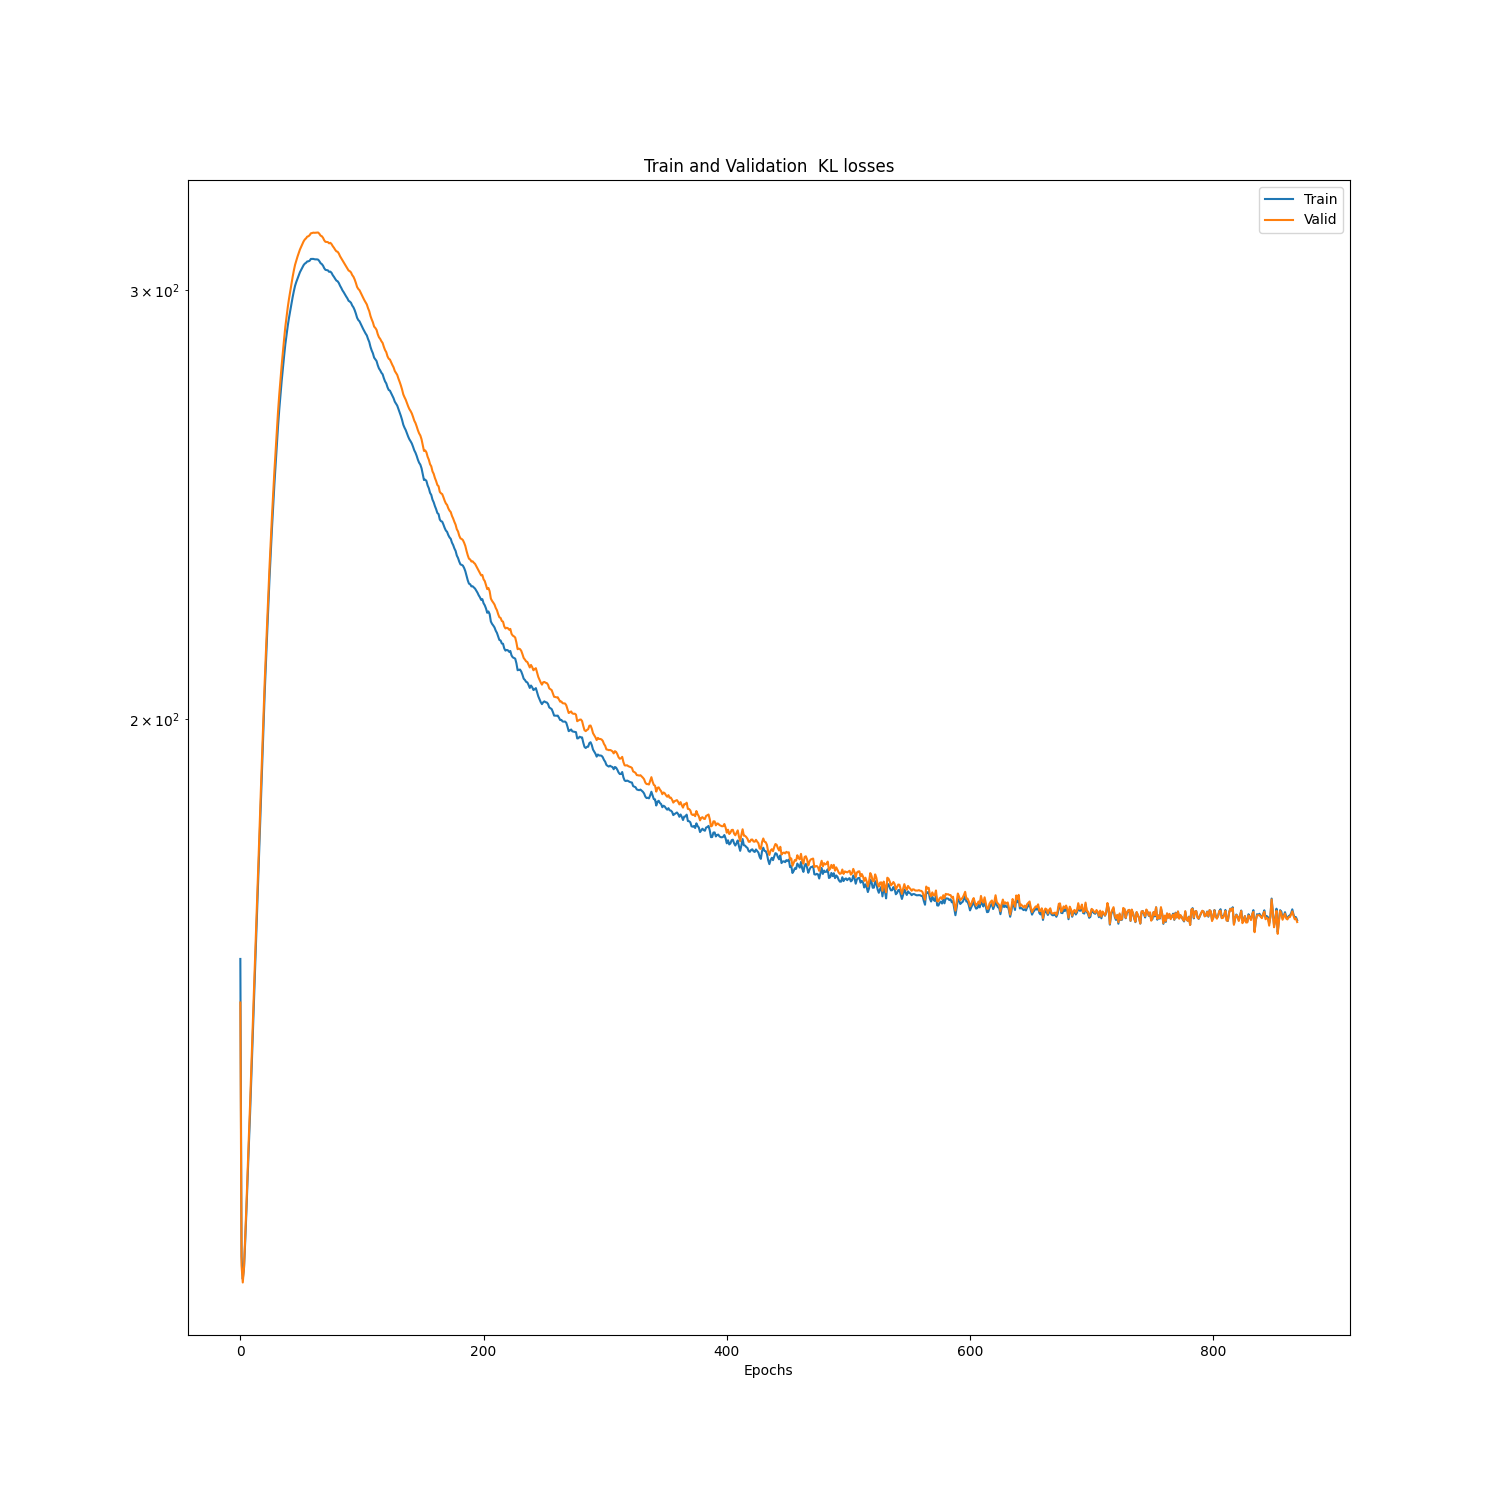 Train and Validation  KL losses
Train
Valid
3 × 10²
2 × 10²
0 200 400 600 800
Epochs